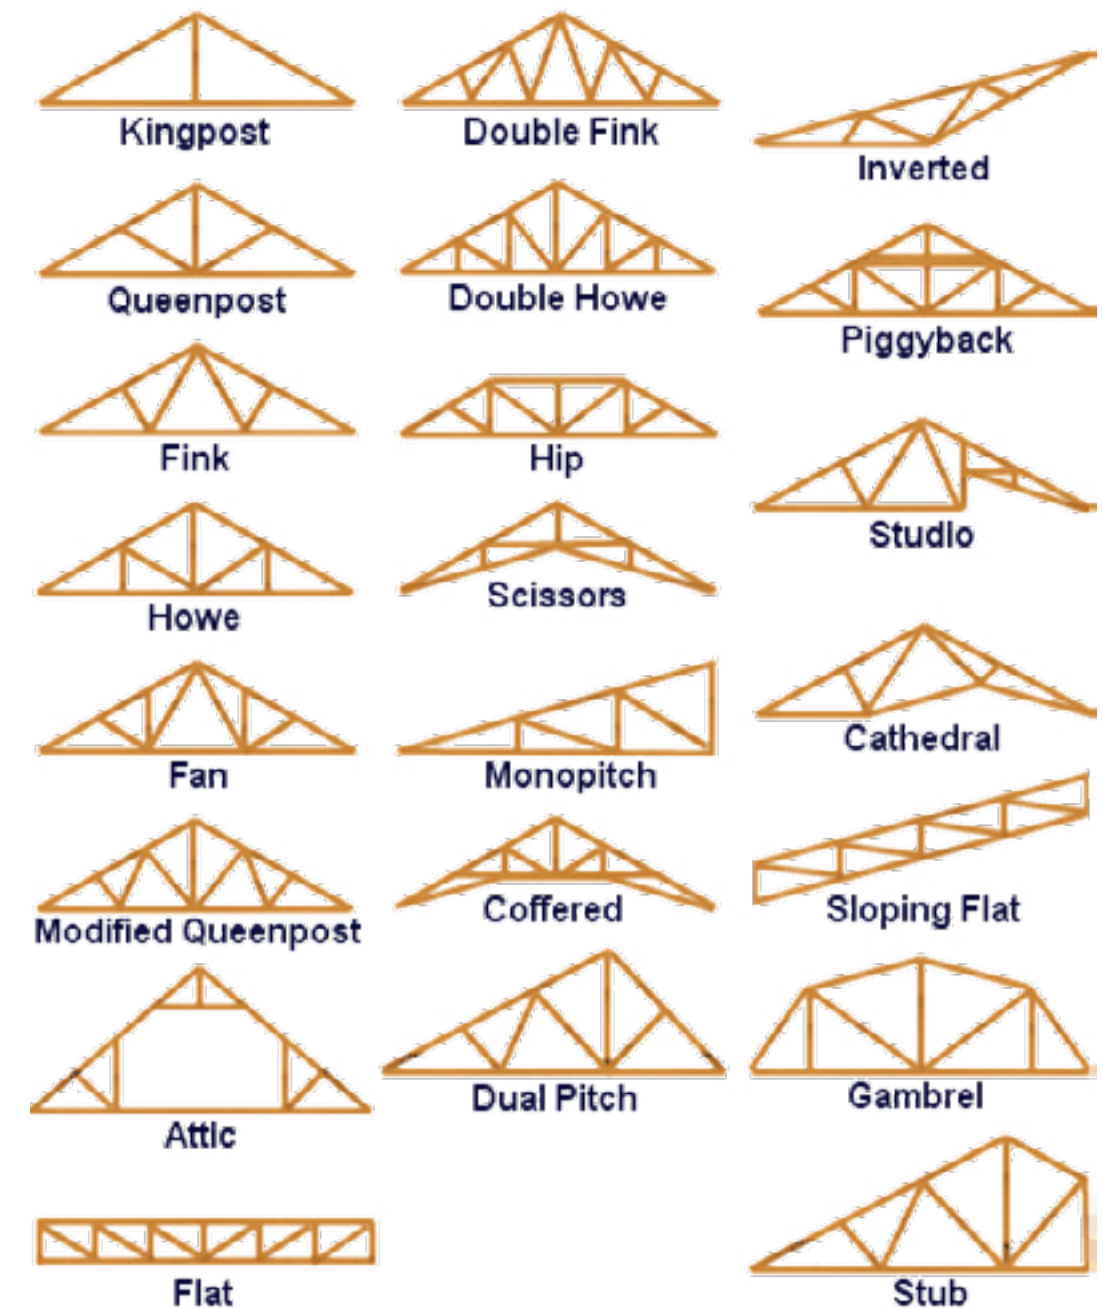 Kingpost
Queenpost
Fink
Howe
Fan
Modified Queenpost
Attic
Flat
Double Fink
Double Howe
Hip
Scissors
Monopitch
Coffered
Dual Pitch
Inverted
Piggyback
Studio
Cathedral
Sloping Flat
Gambrel
Stub